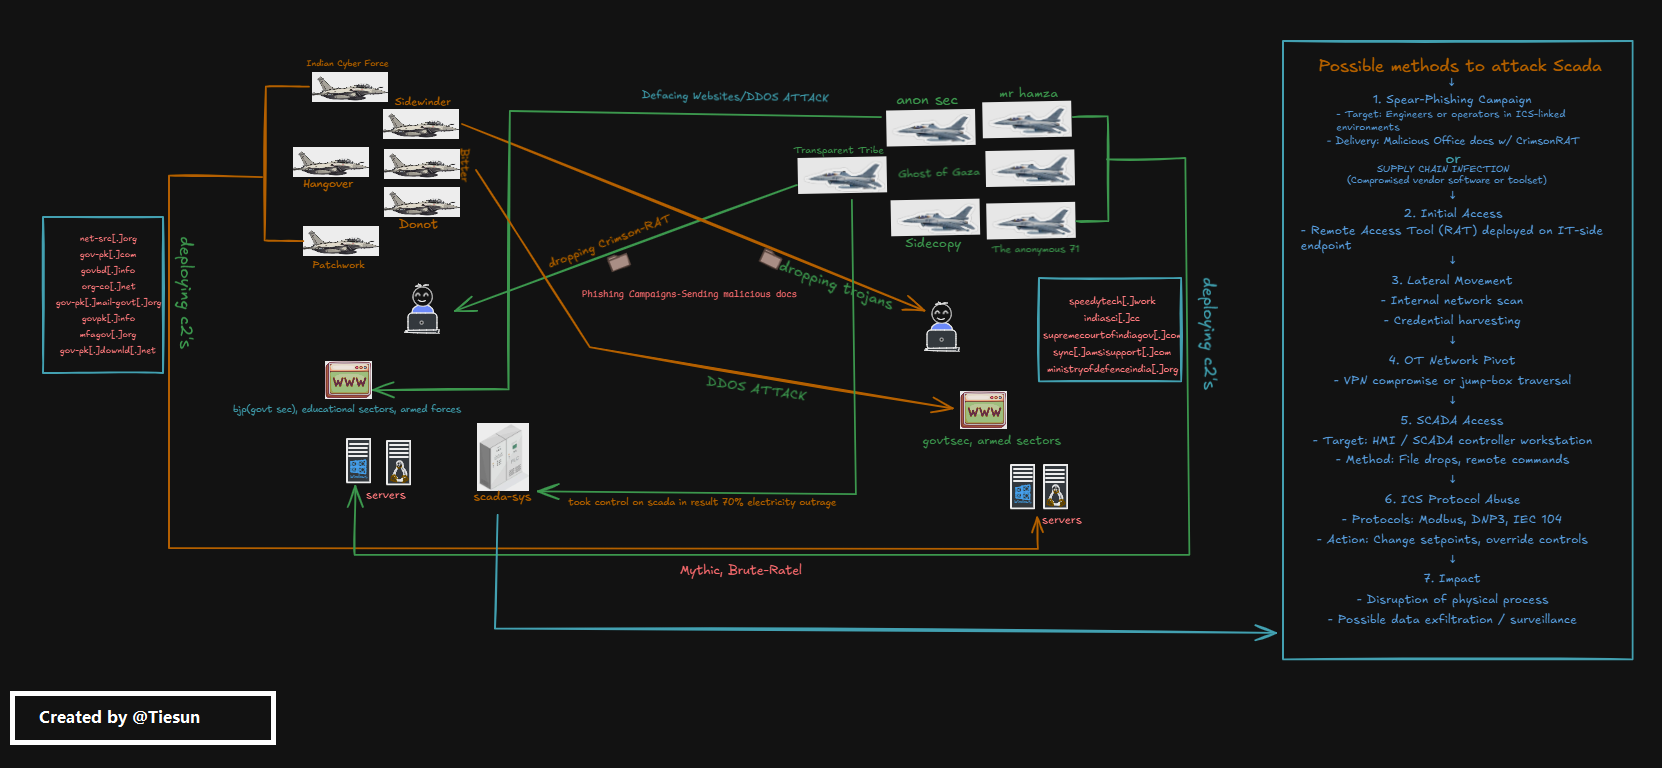 Indian Cyber Force
Sidewinder
Bitter
Hangover
Donot
Patchwork
net-src[.]org
gov-pk[.]com
govbd[.]info
org-co[.]net
gov-pk[.]mail-govt[.]org
govpk[.]info
mfagov[.]org
gov-pk[.]downld[.]net
deploying c2's
Defacing Websites/DDOS ATTACK
anon sec
mr hamza
Transparent Tribe
Ghost of Gaza
Sidecopy
The anonymous 71
dropping Crimson-RAT
dropping trojans
Phishing Campaigns-Sending malicious docs
speedytech[.]work
indiasci[.]cc
supremecourtofindiagov[.]com
sync[.]amsisupport[.]com
ministryofdefenceindia[.]org
deploying c2's
WWW
bjp(govt sec), educational sectors, armed forces
DDOS ATTACK
WWW
govtsec, armed sectors
servers
scada-sys
took control on scada in result 70% electricity outrage
servers
Mythic, Brute-Ratel
Possible methods to attack Scada
↓
1. Spear-Phishing Campaign
- Target: Engineers or operators in ICS-linked
environments
- Delivery: Malicious Office docs w/ CrimsonRAT
or
SUPPLY CHAIN INFECTION
(Compromised vendor software or toolset)
↓
2. Initial Access
- Remote Access Tool (RAT) deployed on IT-side
endpoint
↓
3. Lateral Movement
- Internal network scan
- Credential harvesting
↓
4. OT Network Pivot
- VPN compromise or jump-box traversal
↓
5. SCADA Access
- Target: HMI / SCADA controller workstation
- Method: File drops, remote commands
↓
6. ICS Protocol Abuse
- Protocols: Modbus, DNP3, IEC 104
- Action: Change setpoints, override controls
↓
7. Impact
- Disruption of physical process
- Possible data exfiltration / surveillance
Created by @Tiesun